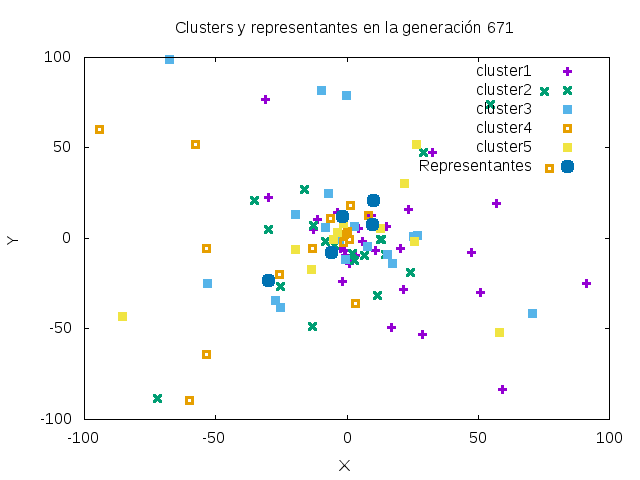 Clusters y representantes en la generación 671
100
50
0
-50
-100
Y
-100
-50
0
50
100
X
cluster1
cluster2
cluster3
cluster4
cluster5
Representantes